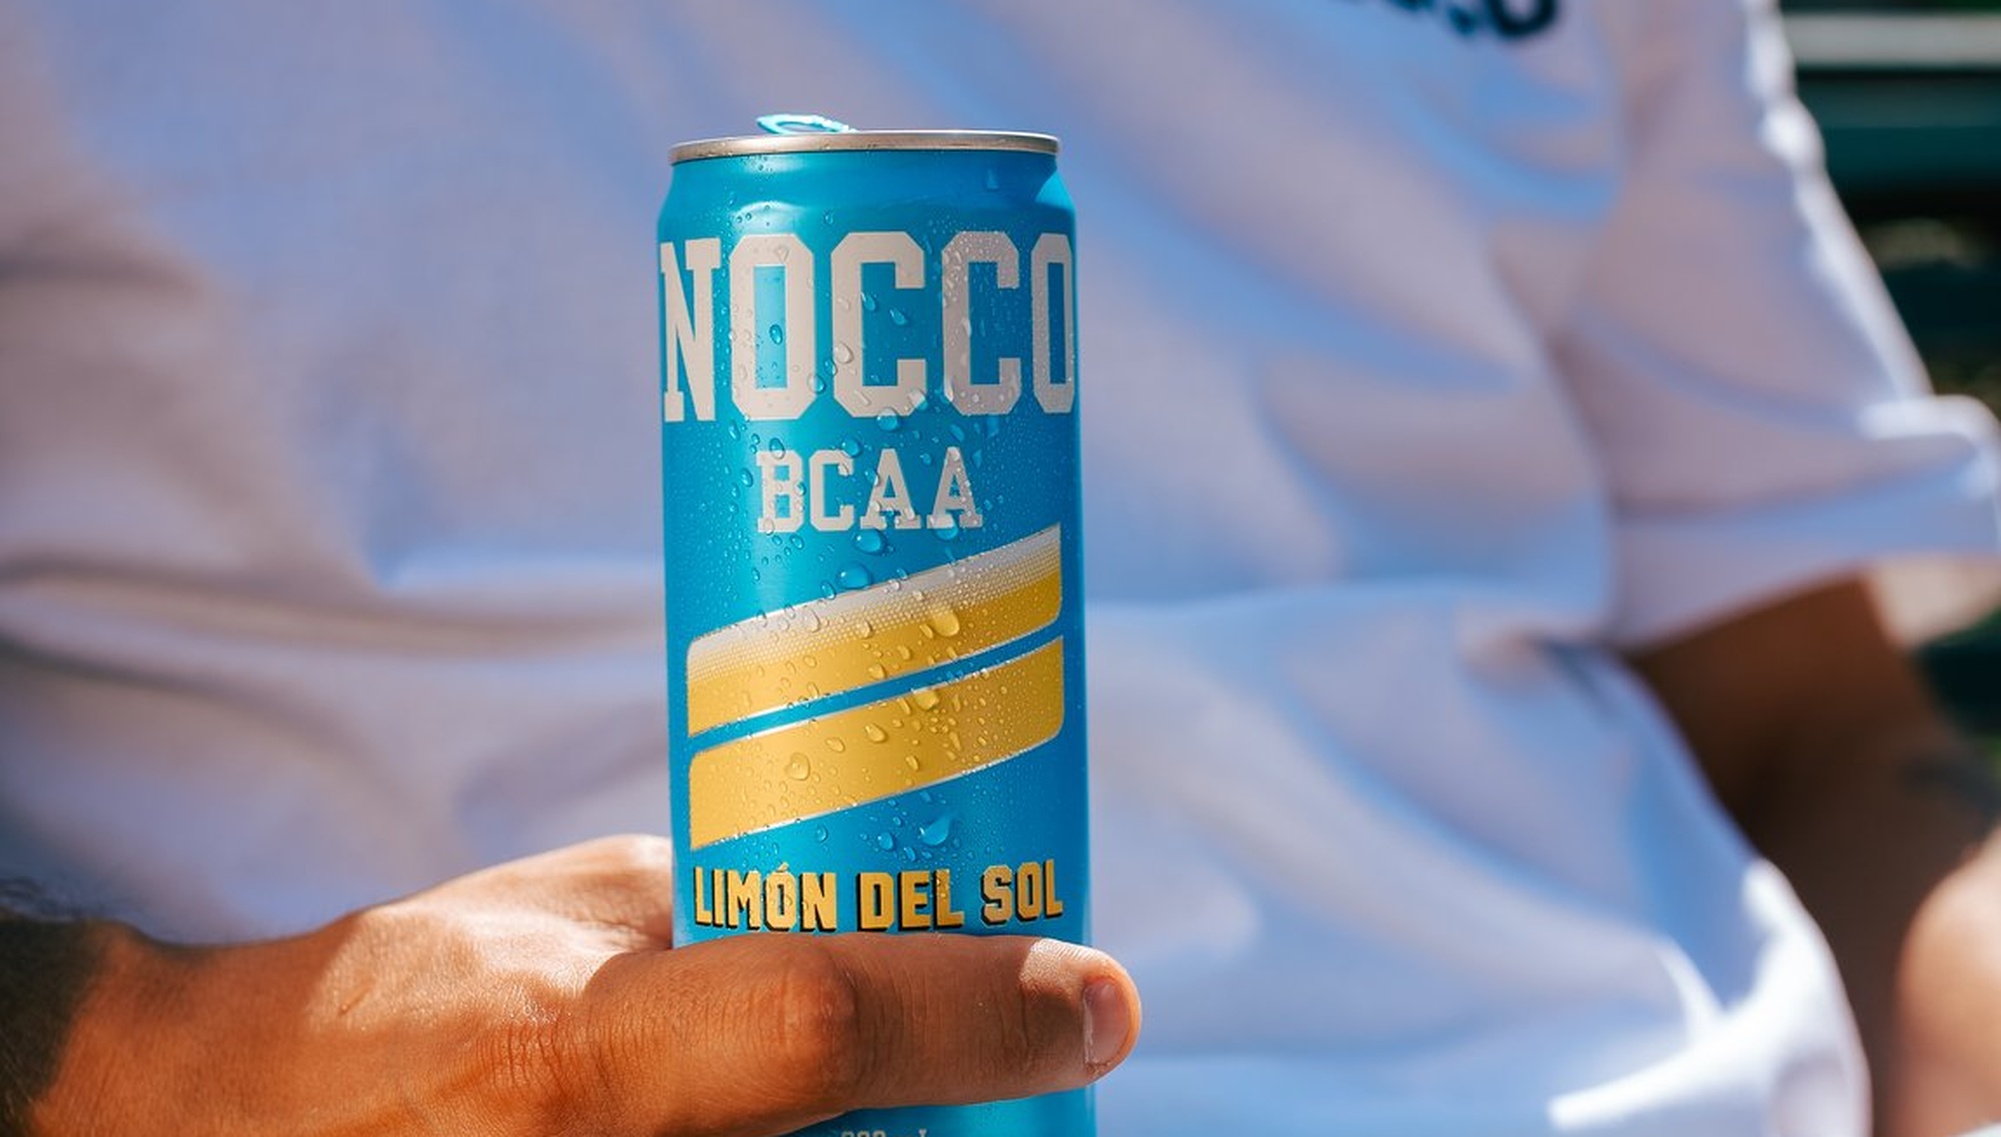 NOCCO
BCAA
LIMÓN DEL SOL